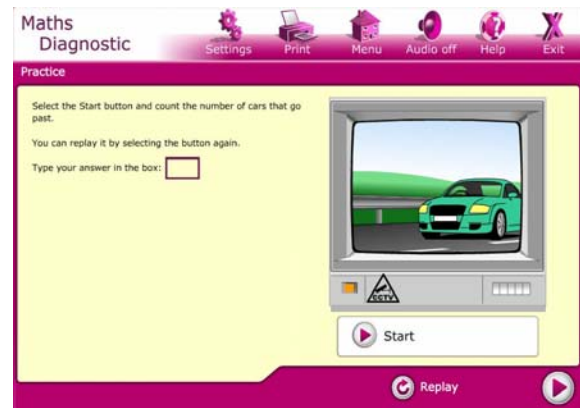 Maths
Diagnostic
Settings
Print
Menu
Audio off
Help
Exit
Practice
Select the Start button and count the number of cars that go
past.
You can replay it by selecting the button again.
Type your answer in the box:
CCTV
Start
Replay